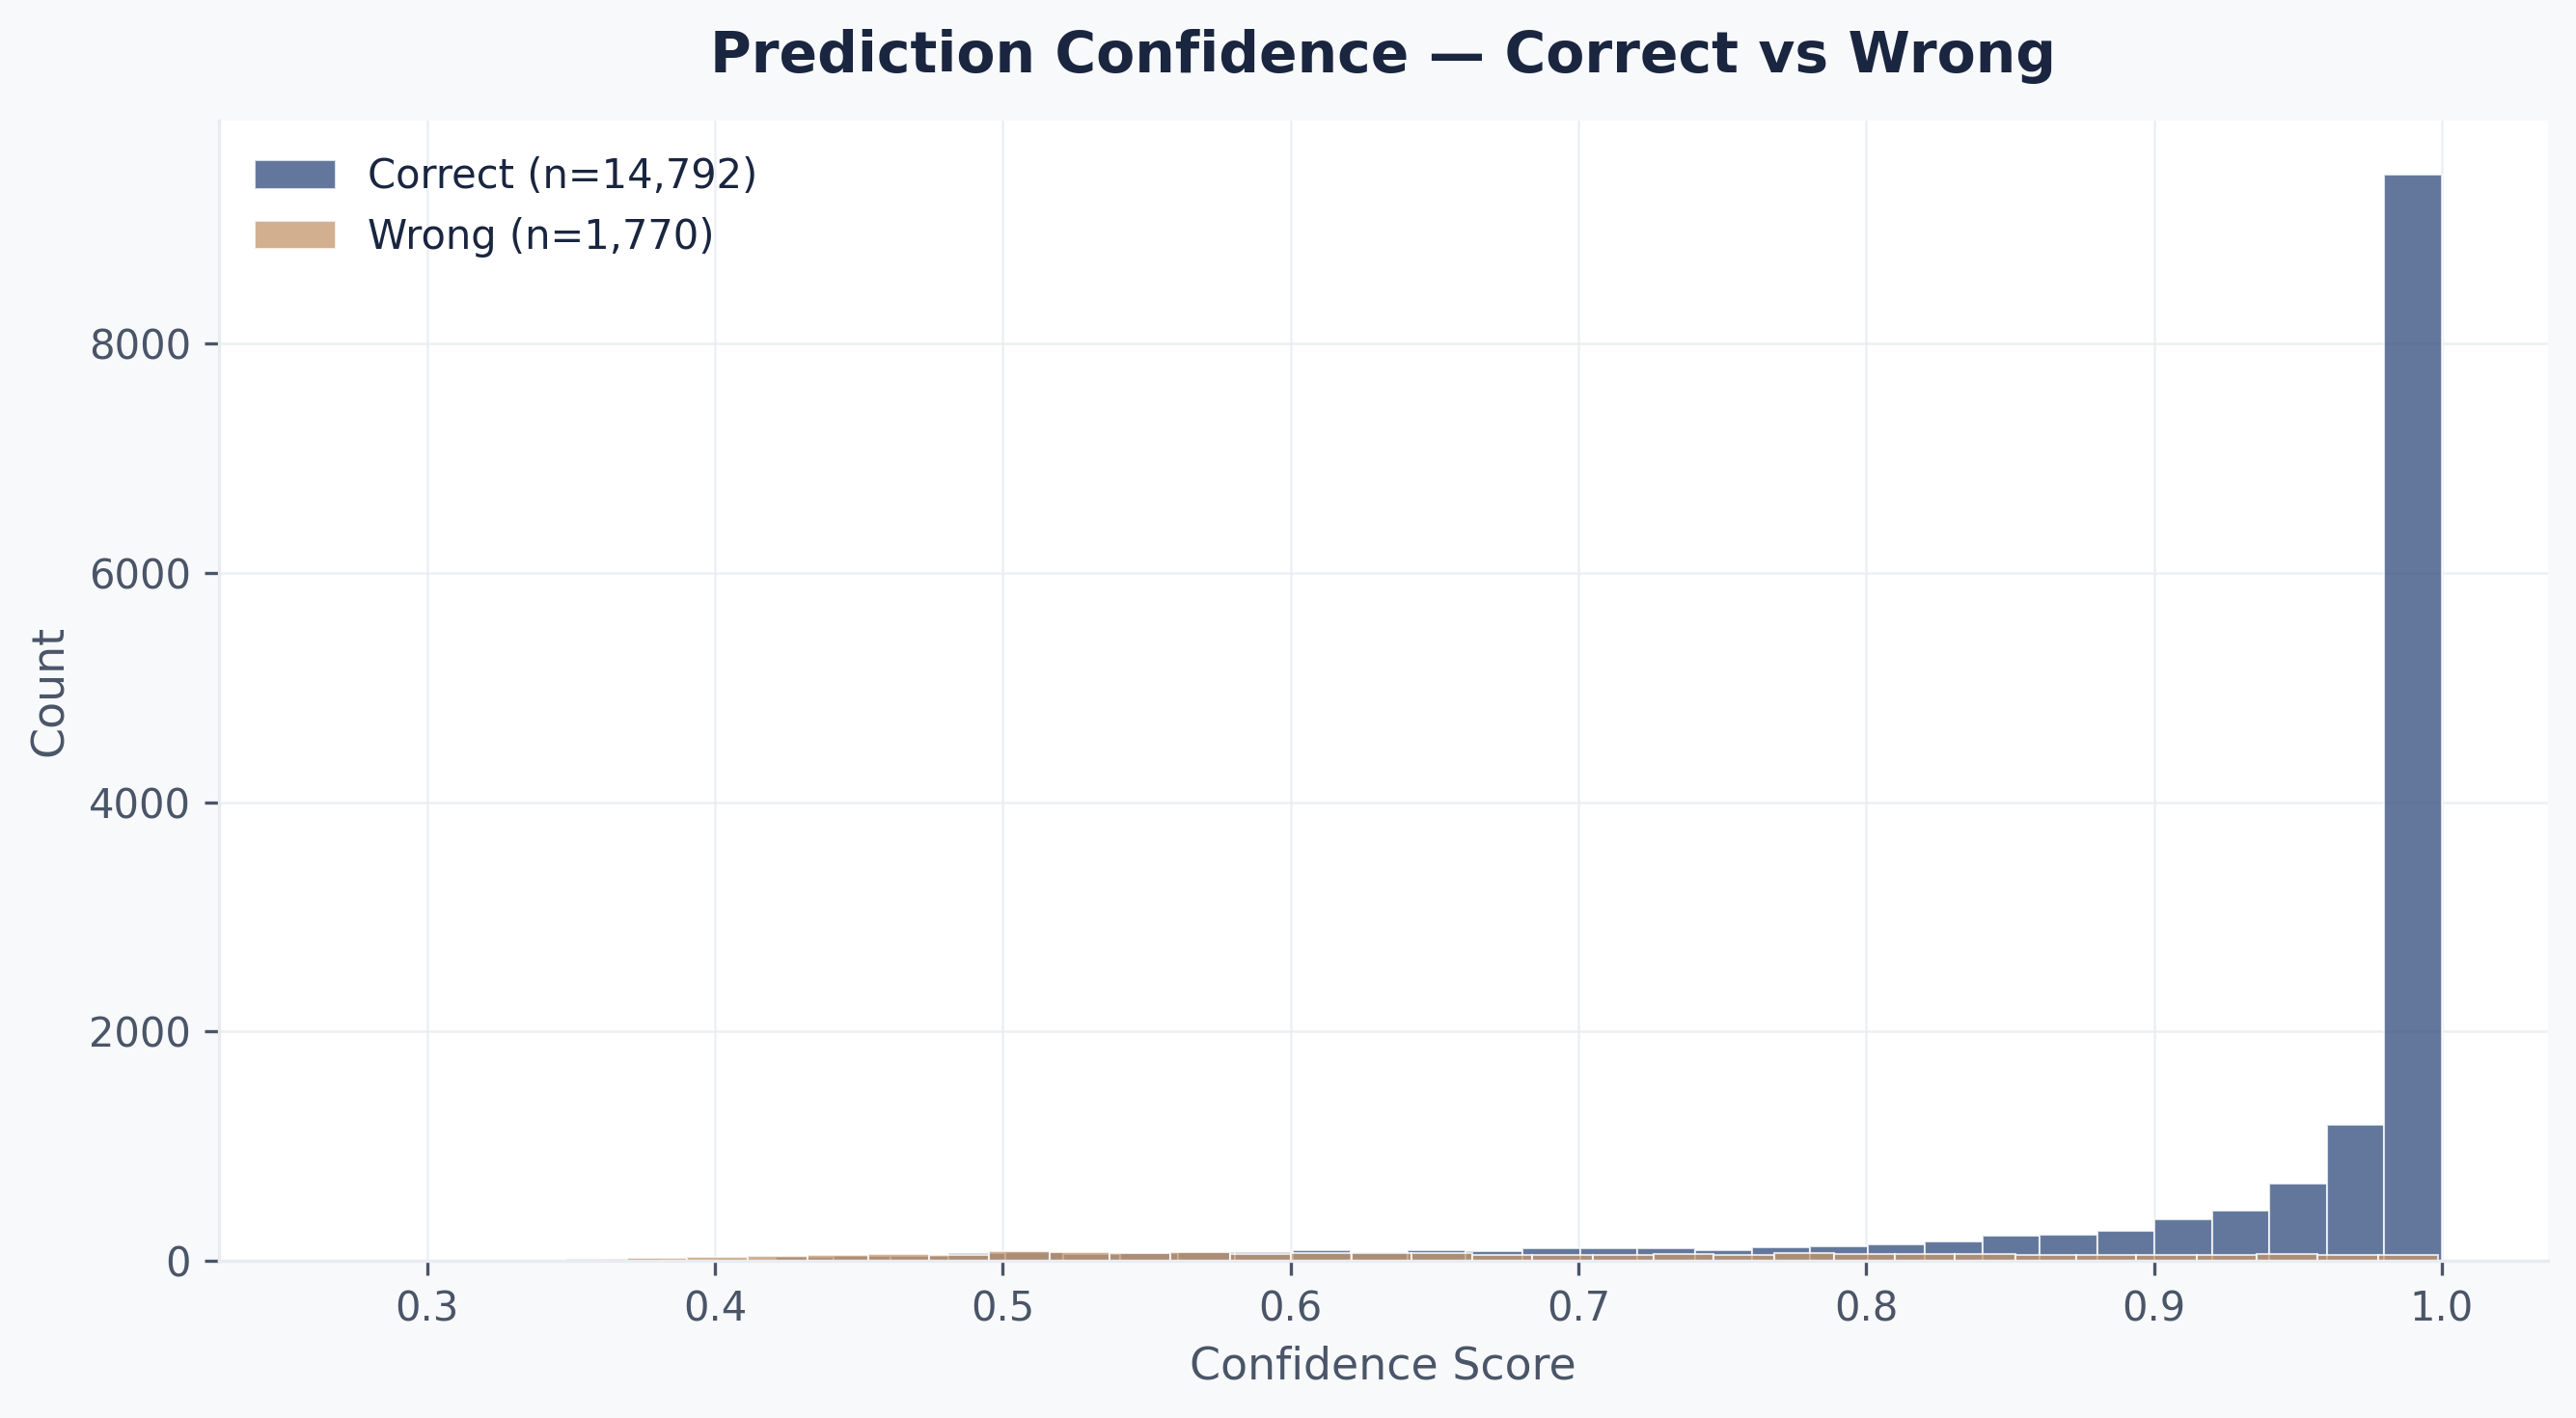 Prediction Confidence — Correct vs Wrong
Correct (n=14,792)
Wrong (n=1,770)
8000
6000
4000
2000
0
Count
0.3 0.4 0.5 0.6 0.7 0.8 0.9 1.0
Confidence Score